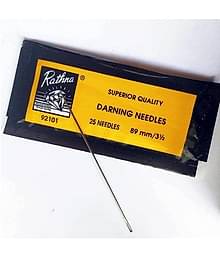 Rathna ®
92101
SUPERIOR QUALITY
DARNING NEEDLES
25 NEEDLES 89 mm/3½